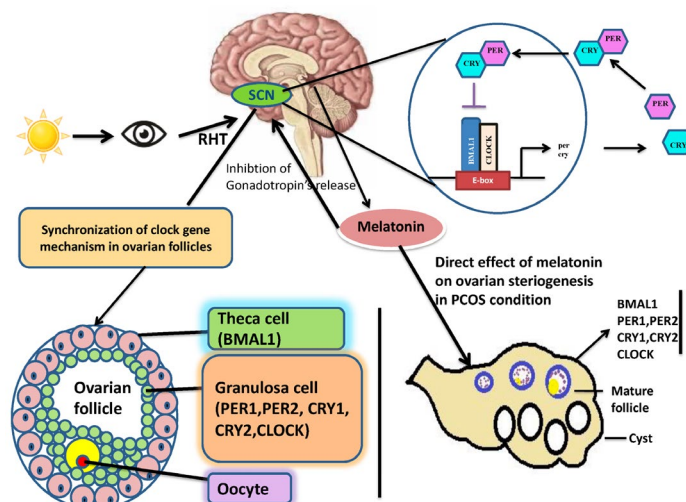 SCN
RHT
Inhibtion of
Gonadotropin's release
CRY
PER
CRY
PER
PER
CRY
BMAL1
CLOCK
E-box
per
cry
Synchronization of clock gene
mechanism in ovarian follicles
Melatonin
Direct effect of melatonin
on ovarian steriogenesis
in PCOS condition
Theca cell
(BMAL1)
Ovarian
follicle
Granulosa cell
(PER1,PER2, CRY1,
CRY2,CLOCK)
Oocyte
BMAL1
PER1,PER2
CRY1,CRY2
CLOCK
Mature
follicle
Cyst